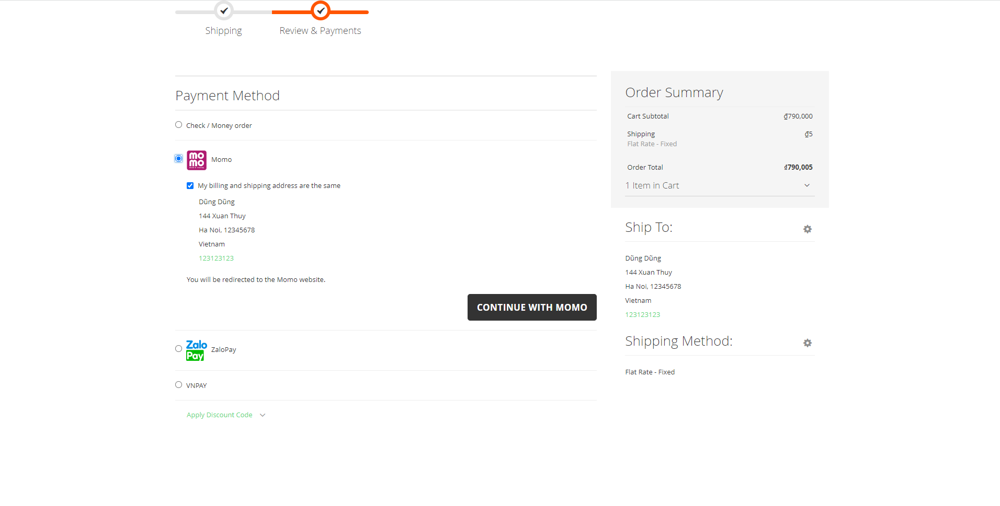 Shipping
Review & Payments
Payment Method
Check / Money order
mo
mo
Momo
My billing and shipping address are the same
Dũng Dũng
144 Xuan Thuy
Ha Noi, 12345678
Vietnam
123123123
You will be redirected to the Momo website.
CONTINUE WITH MOMO
Zalo
Pay
ZaloPay
VNPAY
Apply Discount Code
Order Summary
Cart Subtotal ₫790,000
Shipping ₫5
Flat Rate - Fixed
Order Total ₫790,005
1 Item in Cart
Ship To:
Dũng Dũng
144 Xuan Thuy
Ha Noi, 12345678
Vietnam
123123123
Shipping Method:
Flat Rate - Fixed